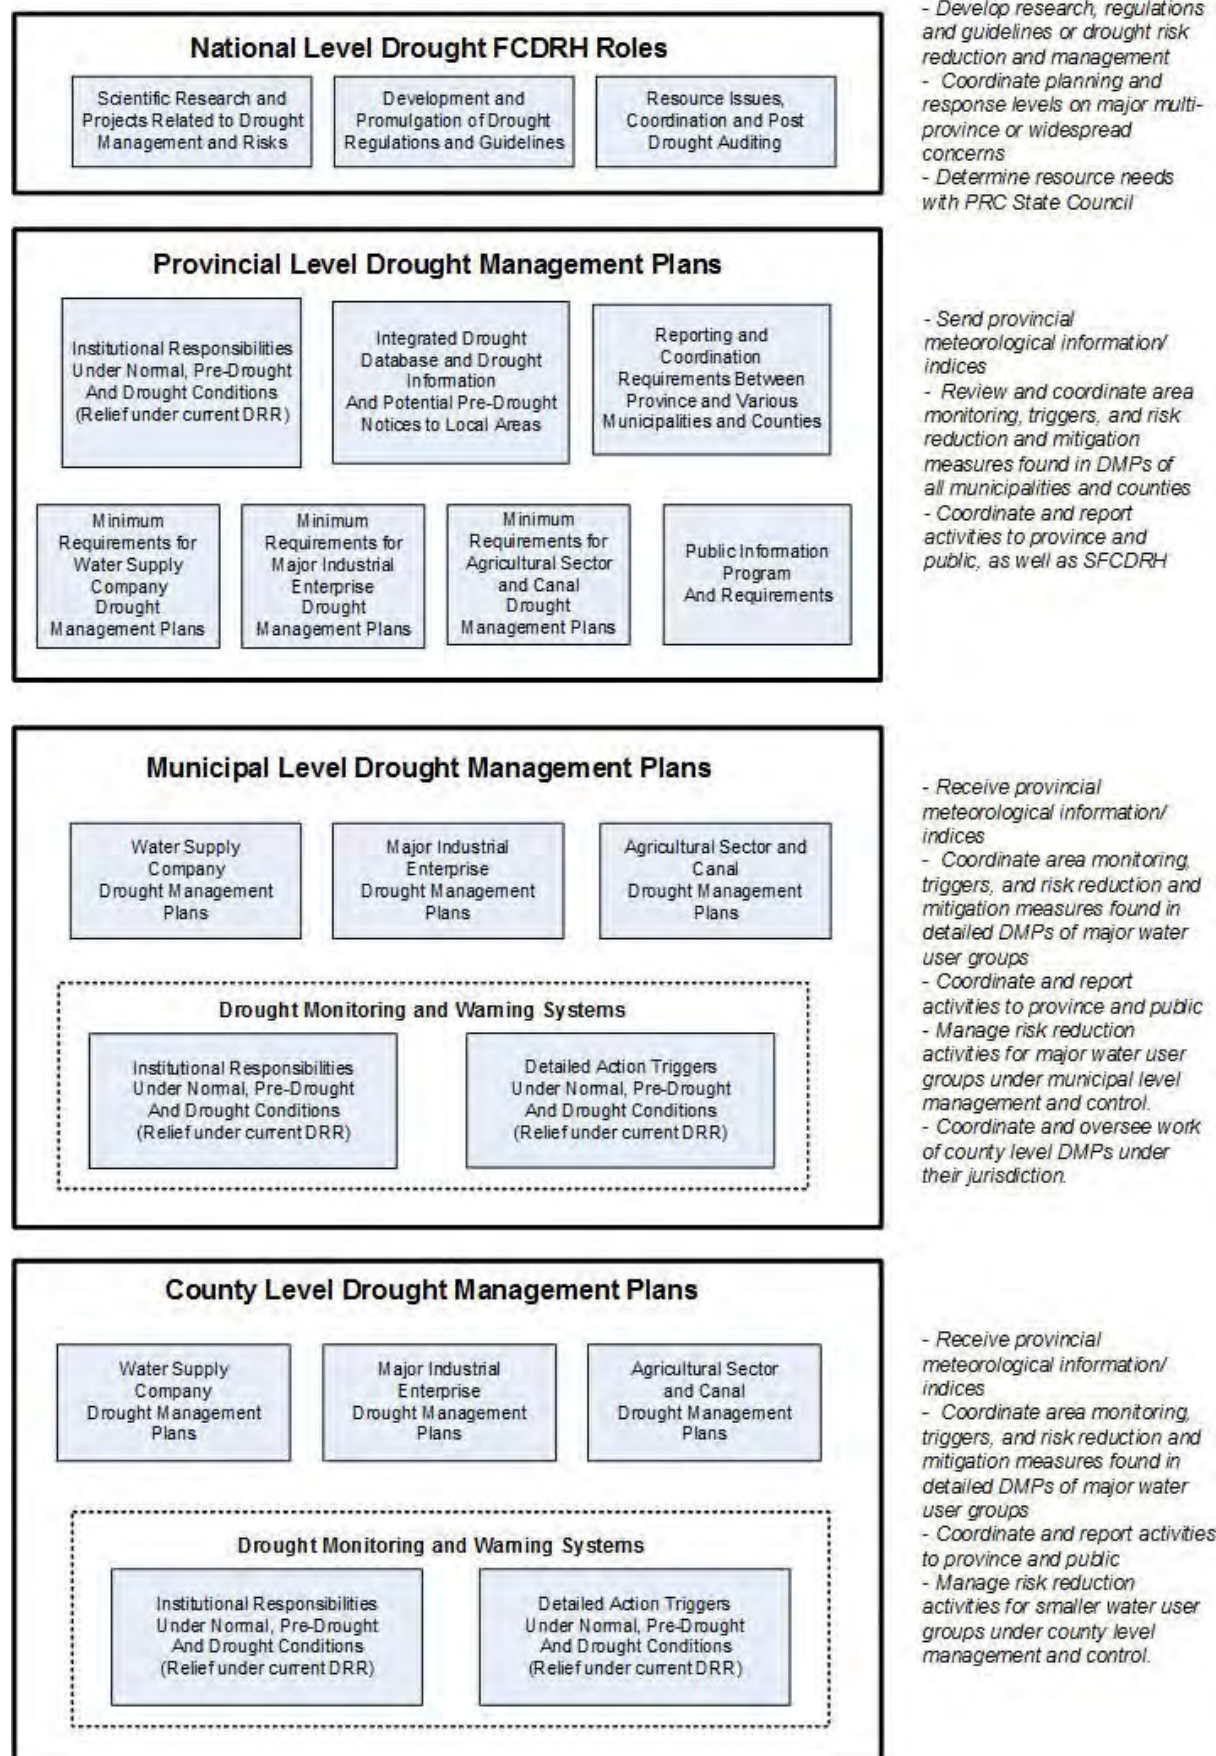 National Level Drought FCDRH Roles
Scientific Research and
Projects Related to Drought
Management and Risks
Development and
Promulgation of Drought
Regulations and Guidelines
Resource Issues,
Coordination and Post
Drought Auditing
- Develop research, regulations
and guidelines or drought risk
reduction and management
- Coordinate planning and
response levels on major multi-
province or widespread
concerns
- Determine resource needs
with PRC State Council
Provincial Level Drought Management Plans
Institutional Responsibilities
Under Normal, Pre-Drought
And Drought Conditions
(Relief under current DRR)
Integrated Drought
Database and Drought
Information
And Potential Pre-Drought
Notices to Local Areas
Reporting and
Coordination
Requirements Between
Province and Various
Municipalities and Counties
Minimum
Requirements for
Water Supply
Company
Drought
Management Plans
Minimum
Requirements for
Major Industrial
Enterprise
Drought
Management Plans
Minimum
Requirements for
Agricultural Sector
and Canal
Drought
Management Plans
Public Information
Program
And Requirements
- Send provincial
meteorological information/
indices
- Review and coordinate area
monitoring, triggers, and risk
reduction and mitigation
measures found in DMPs of
all municipalities and counties
- Coordinate and report
activities to province and
public, as well as SFCDRH
Municipal Level Drought Management Plans
Water Supply
Company
Drought Management
Plans
Major Industrial
Enterprise
Drought Management
Plans
Agricultural Sector and
Canal
Drought Management
Plans
Drought Monitoring and Warning Systems
Institutional Responsibilities
Under Normal, Pre-Drought
And Drought Conditions
(Relief under current DRR)
Detailed Action Triggers
Under Normal, Pre-Drought
And Drought Conditions
(Relief under current DRR)
- Receive provincial
meteorological information/
indices
- Coordinate area monitoring,
triggers, and risk reduction and
mitigation measures found in
detailed DMPs of major water
user groups
- Coordinate and report
activities to province and public
- Manage risk reduction
activities for major water user
groups under municipal level
management and control.
- Coordinate and oversee work
of county level DMPs under
their jurisdiction.
County Level Drought Management Plans
Water Supply
Company
Drought Management
Plans
Major Industrial
Enterprise
Drought Management
Plans
Agricultural Sector
and Canal
Drought Management
Plans
Drought Monitoring and Warning Systems
Institutional Responsibilities
Under Normal, Pre-Drought
And Drought Conditions
(Relief under current DRR)
Detailed Action Triggers
Under Normal, Pre-Drought
And Drought Conditions
(Relief under current DRR)
- Receive provincial
meteorological information/
indices
- Coordinate area monitoring,
triggers, and risk reduction and
mitigation measures found in
detailed DMPs of major water
user groups
- Coordinate and report activities
to province and public
- Manage risk reduction
activities for smaller water user
groups under county level
management and control.